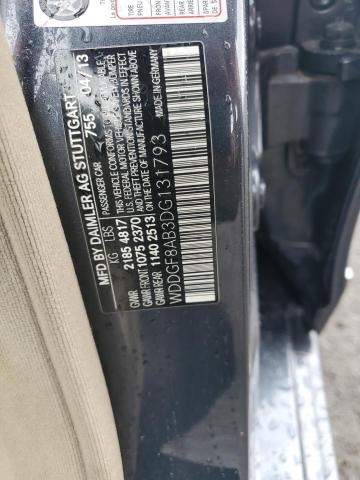 MFD BY DAIMLER AG STUTTGART
PASSENGER CAR 755 04/13
KG LBS
GVWR 2185 4817
GAWR FRONT 1075 2370
GAWR REAR 1140 2513
THIS VEHICLE CONFORMS TO ALL APPLICABLE
U.S. FEDERAL MOTOR VEHICLE SAFETY, BUMPER
AND THEFT PREVENTION STANDARDS IN EFFECT
ON THE DATE OF MANUFACTURE SHOWN ABOVE
MADE IN GERMANY
WDDGF8AB3DG131793